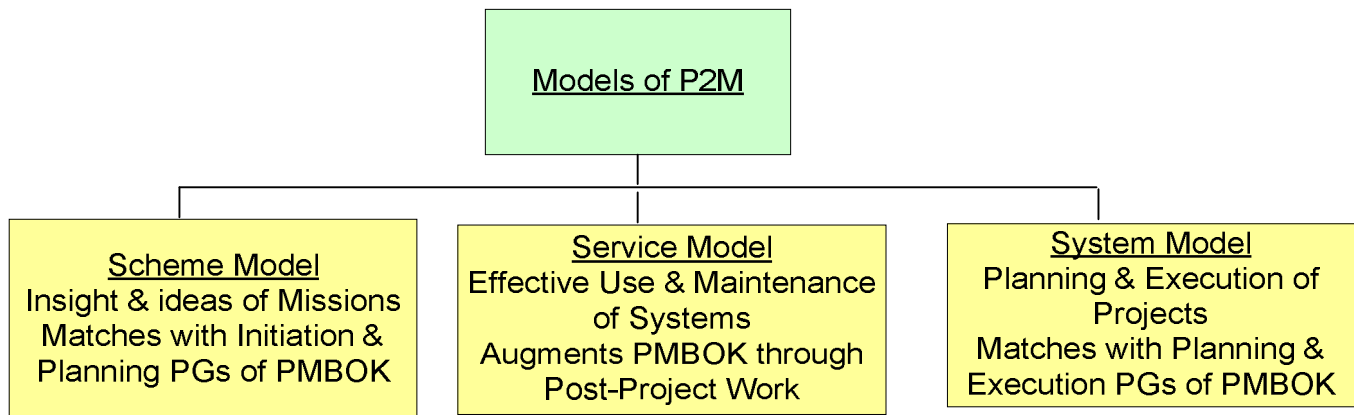 Models of P2M
Scheme Model
Insight & ideas of Missions
Matches with Initiation &
Planning PGs of PMBOK
Service Model
Effective Use & Maintenance
of Systems
Augments PMBOK through
Post-Project Work
System Model
Planning & Execution of
Projects
Matches with Planning &
Execution PGs of PMBOK